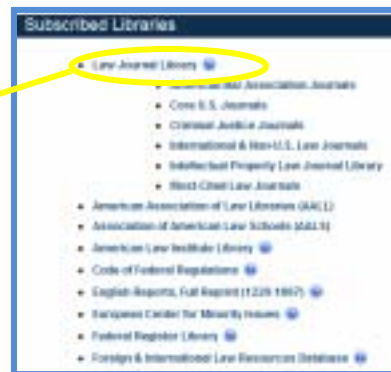 Subscribed Libraries
Law Journal Library
American Bar Association Journals
Core U.S. Journals
Criminal Justice Journals
International & Non-U.S. Law Journals
Intellectual Property Law Journal Library
Most-Cited Law Journals
American Association of Law Libraries (AALL)
Association of American Law Schools (AALS)
American Law Institute Library
Code of Federal Regulations
English Reports, Full Reprint (1220-1867)
European Center for Minority Issues
Federal Register Library
Foreign & International Law Resources Database